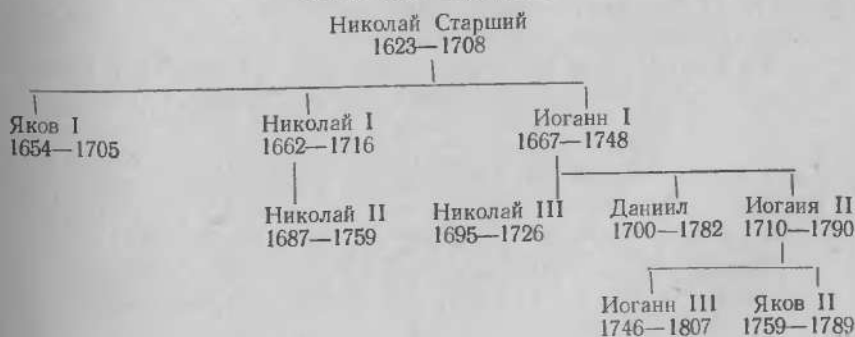 Николай Старший
1623—1708
Яков I Николай I Иоганн I
1654—1705 1662—1716 1667—1748
Николай II Николай III Даниил Иогаия II
1687—1759 1695—1726 1700—1782 1710—1790
Иоганн III Яков II
1746—1807 1759—1789